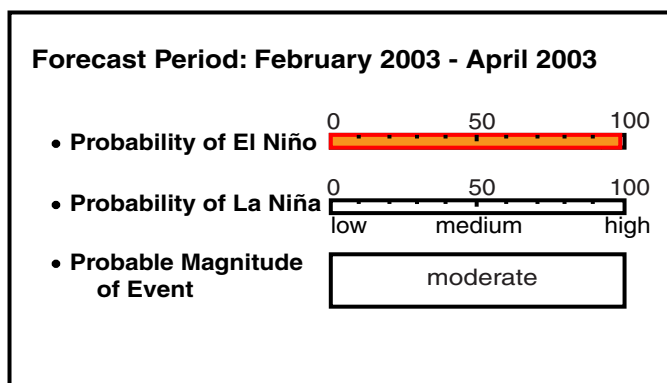 Forecast Period: February 2003 - April 2003
0 50 100
• Probability of El Niño
0 50 100
• Probability of La Niña
low medium high
• Probable Magnitude
of Event
moderate